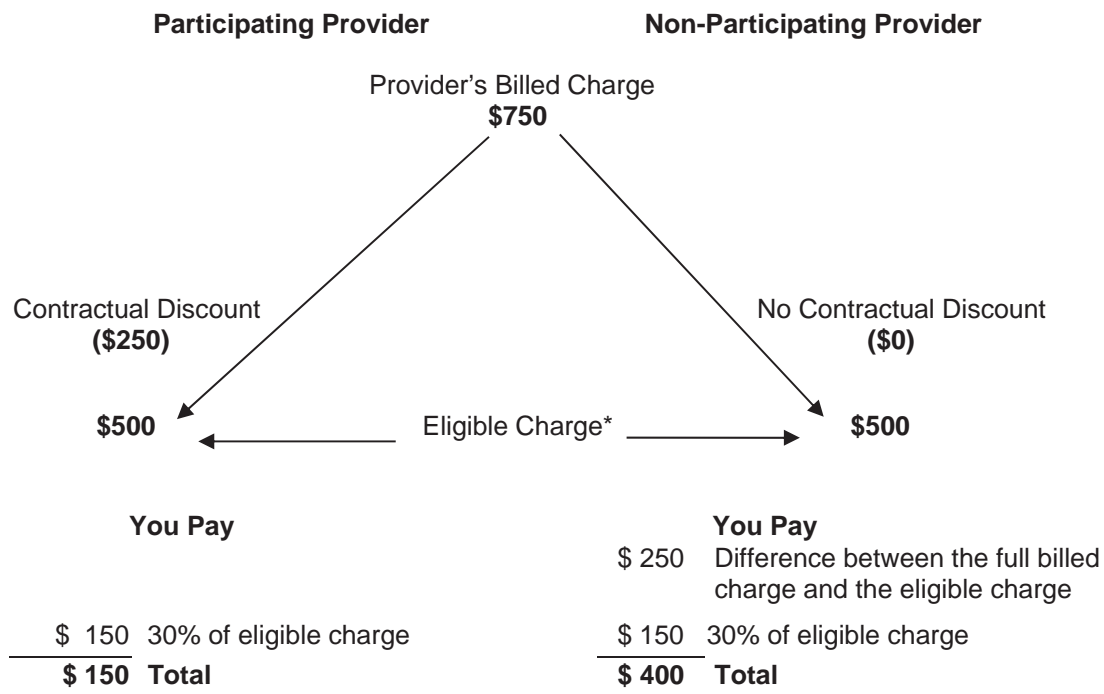 Participating Provider
Non-Participating Provider
Provider's Billed Charge
$750
Contractual Discount
($250)
No Contractual Discount
($0)
$500
Eligible Charge*
$500
You Pay
$ 150 30% of eligible charge
$ 150 Total
You Pay
$ 250 Difference between the full billed
charge and the eligible charge
$ 150 30% of eligible charge
$ 400 Total